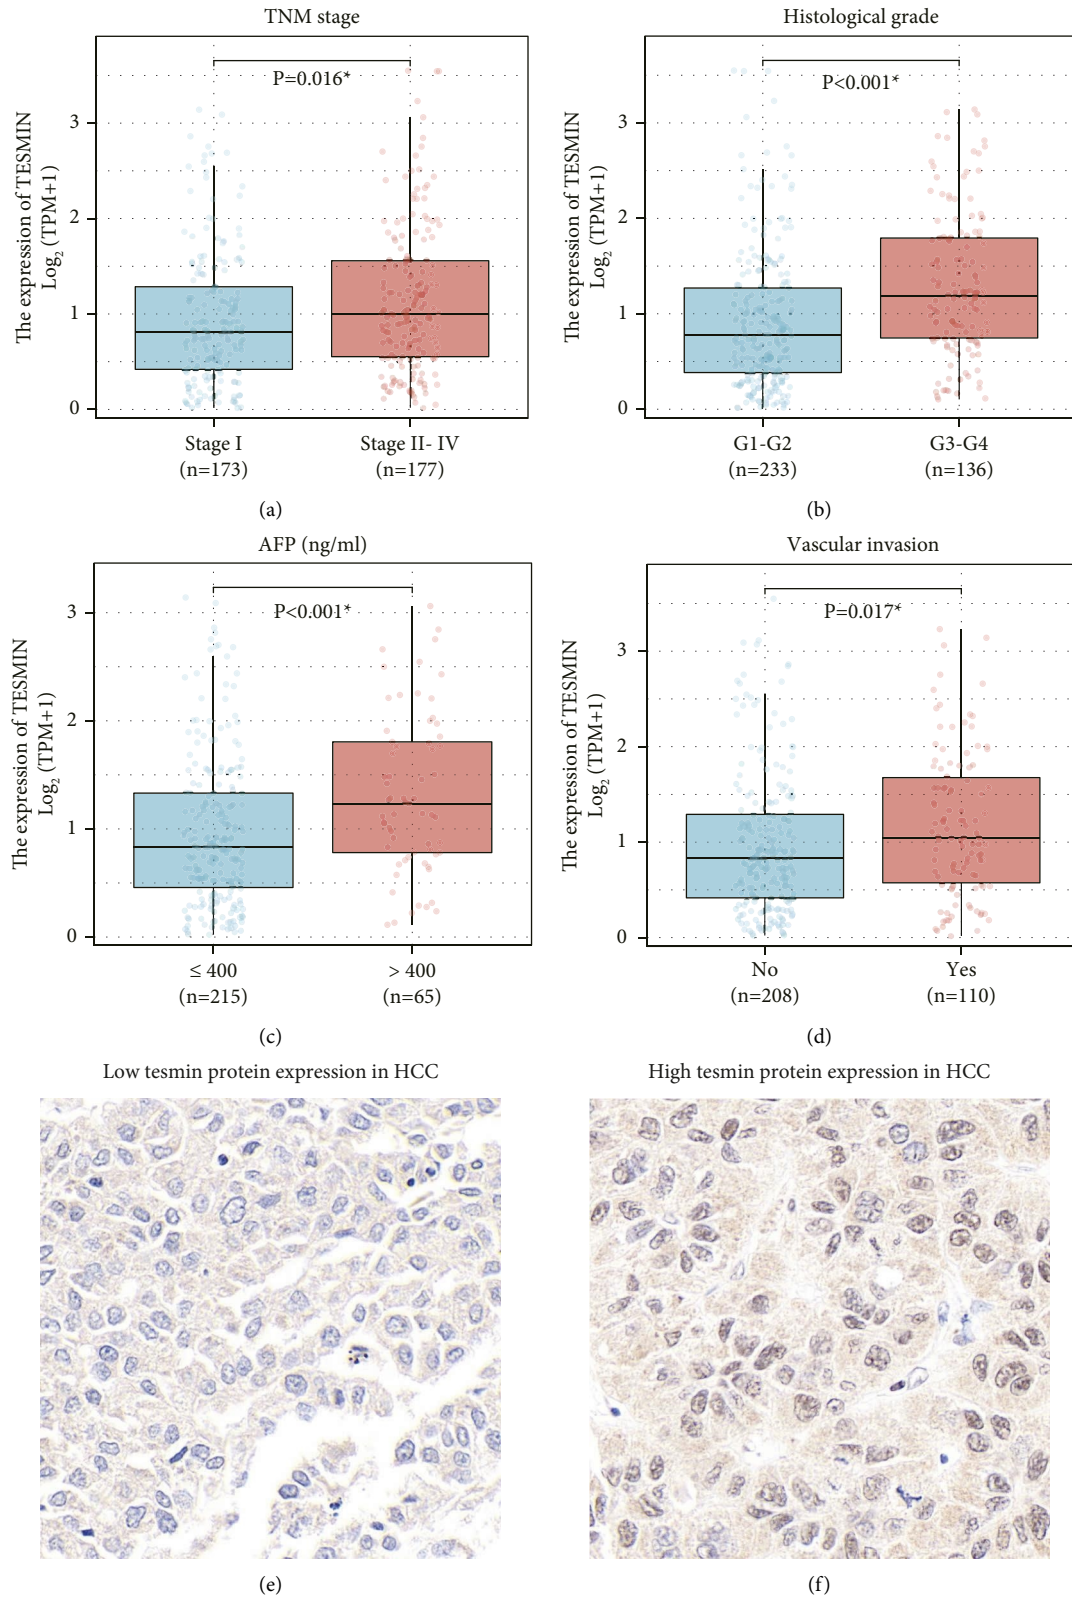 TNM stage
The expression of TESMIN
Log2 (TPM+1)
3
2
1
0
P=0.016*
Stage I
(n=173)
Stage II- IV
(n=177)
(a)
Histological grade
The expression of TESMIN
Log2 (TPM+1)
3
2
1
0
P<0.001*
G1-G2
(n=233)
G3-G4
(n=136)
(b)
AFP (ng/ml)
The expression of TESMIN
Log2 (TPM+1)
3
2
1
0
P<0.001*
≤ 400
(n=215)
> 400
(n=65)
(c)
Vascular invasion
The expression of TESMIN
Log2 (TPM+1)
3
2
1
0
P=0.017*
No
(n=208)
Yes
(n=110)
(d)
Low tesmin protein expression in HCC
(e)
High tesmin protein expression in HCC
(f)